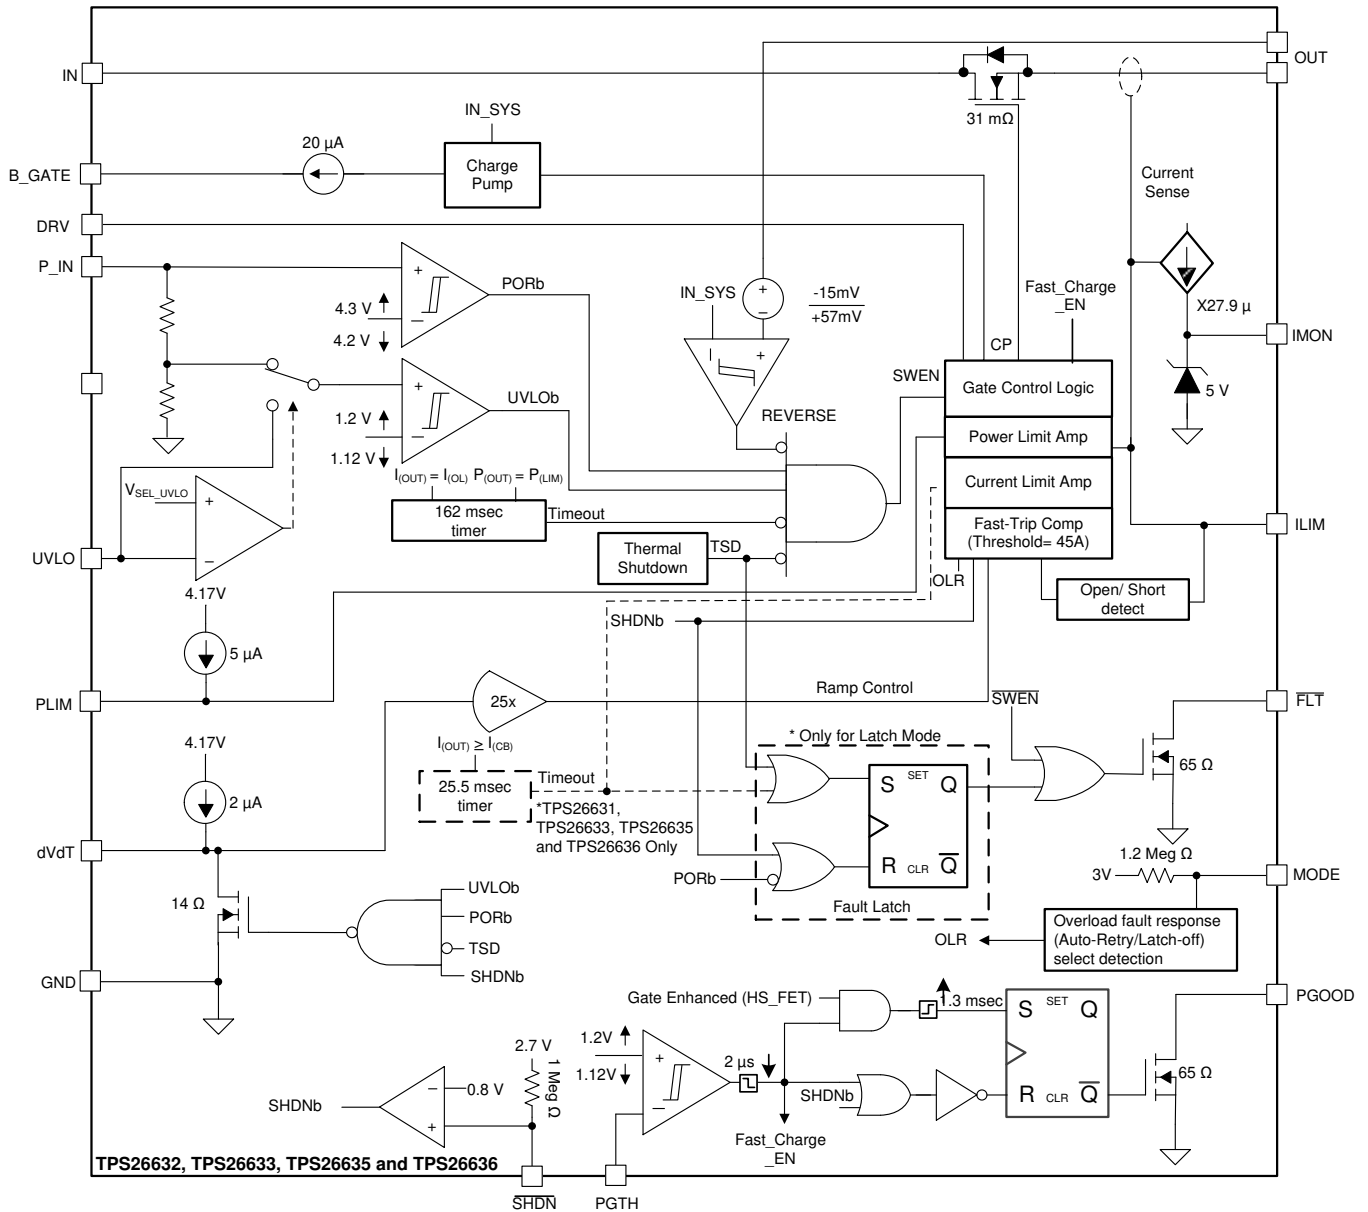 OUT
IN
31 mΩ
IN_SYS
20 µA
Charge
Pump
B_GATE
Current
Sense
DRV
P_IN
PORb
4.3 V
4.2 V
IN_SYS
+
−
-15mV
+57mV
Fast_Charge
_EN
X27.9 µ
IMON
5 V
CP
SWEN
Gate Control Logic
Power Limit Amp
Current Limit Amp
Fast-Trip Comp
(Threshold= 45A)
UVLOb
1.2 V
1.12 V
REVERSE
I(OUT) = I(OL) P(OUT) = P(LIM)
162 msec
timer
Timeout
VSEL_UVLO
UVLO
Thermal
Shutdown
TSD
ILIM
OLR
Open/ Short
detect
4.17V
5 µA
SHDNb
PLIM
25x
Ramp Control
SWEN
FLT
65 Ω
4.17V
2 µA
I(OUT) ≥ I(CB)
25.5 msec
timer
Timeout
*TPS26631,
TPS26633, TPS26635
and TPS26636 Only
* Only for Latch Mode
S SET Q
R CLR Q
PORb
Fault Latch
dVdT
14 Ω
UVLOb
PORb
TSD
SHDNb
GND
1.2 Meg Ω
3V
MODE
Overload fault response
(Auto-Retry/Latch-off)
select detection
OLR
Gate Enhanced (HS_FET)
1.3 msec
S SET Q
R CLR Q
PGOOD
65 Ω
1.2V
1.12V
2 µs
SHDNb
Fast_Charge
_EN
2.7 V
1 Meg Ω
0.8 V
SHDNb
TPS26632, TPS26633, TPS26635 and TPS26636
SHDN
PGTH